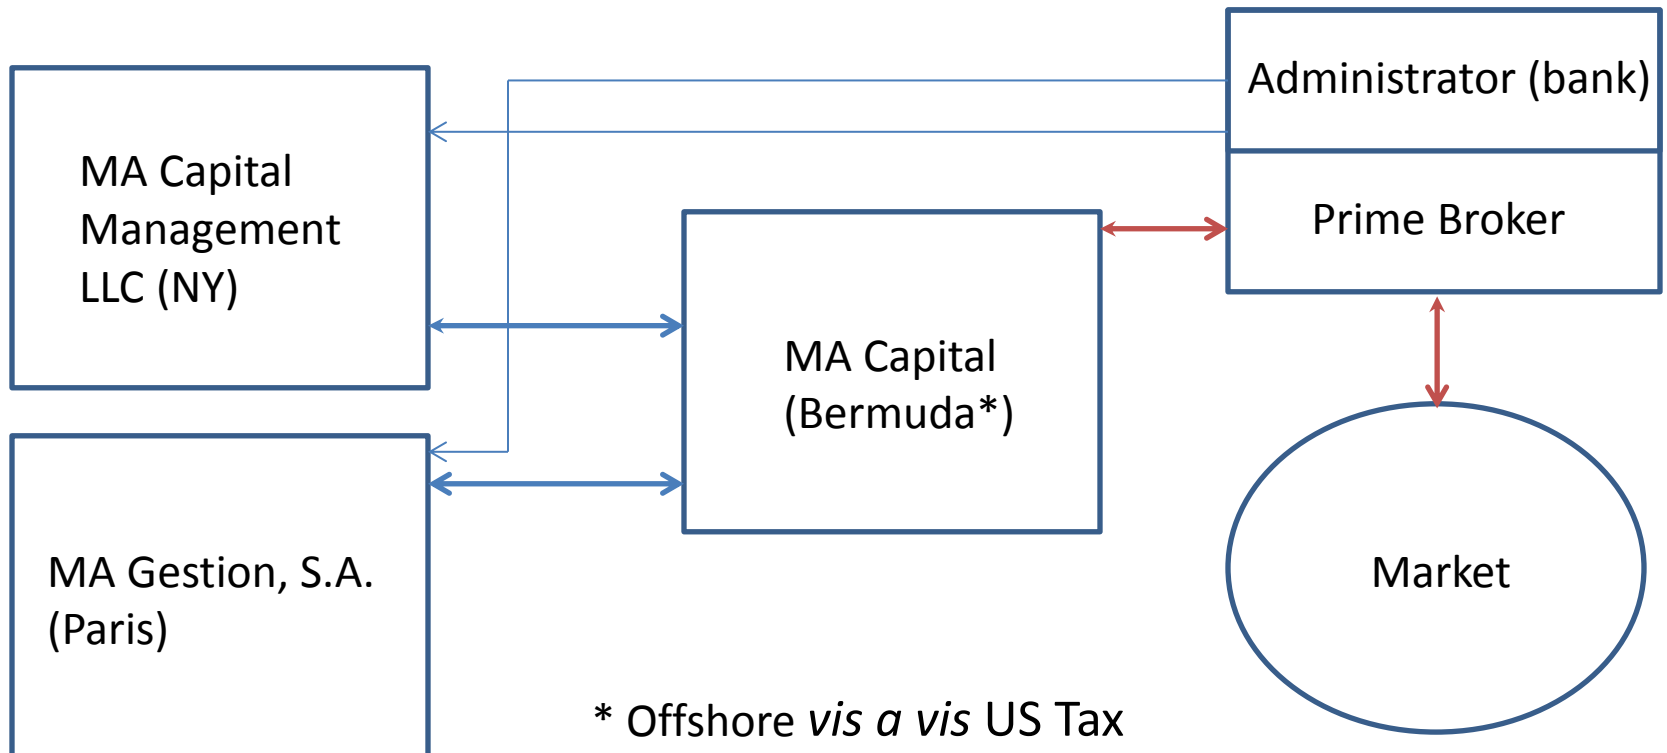 Administrator (bank)
MA Capital
Management
LLC (NY)
Prime Broker
MA Capital
(Bermuda*)
MA Gestion, S.A.
(Paris)
Market
* Offshore vis a vis US Tax